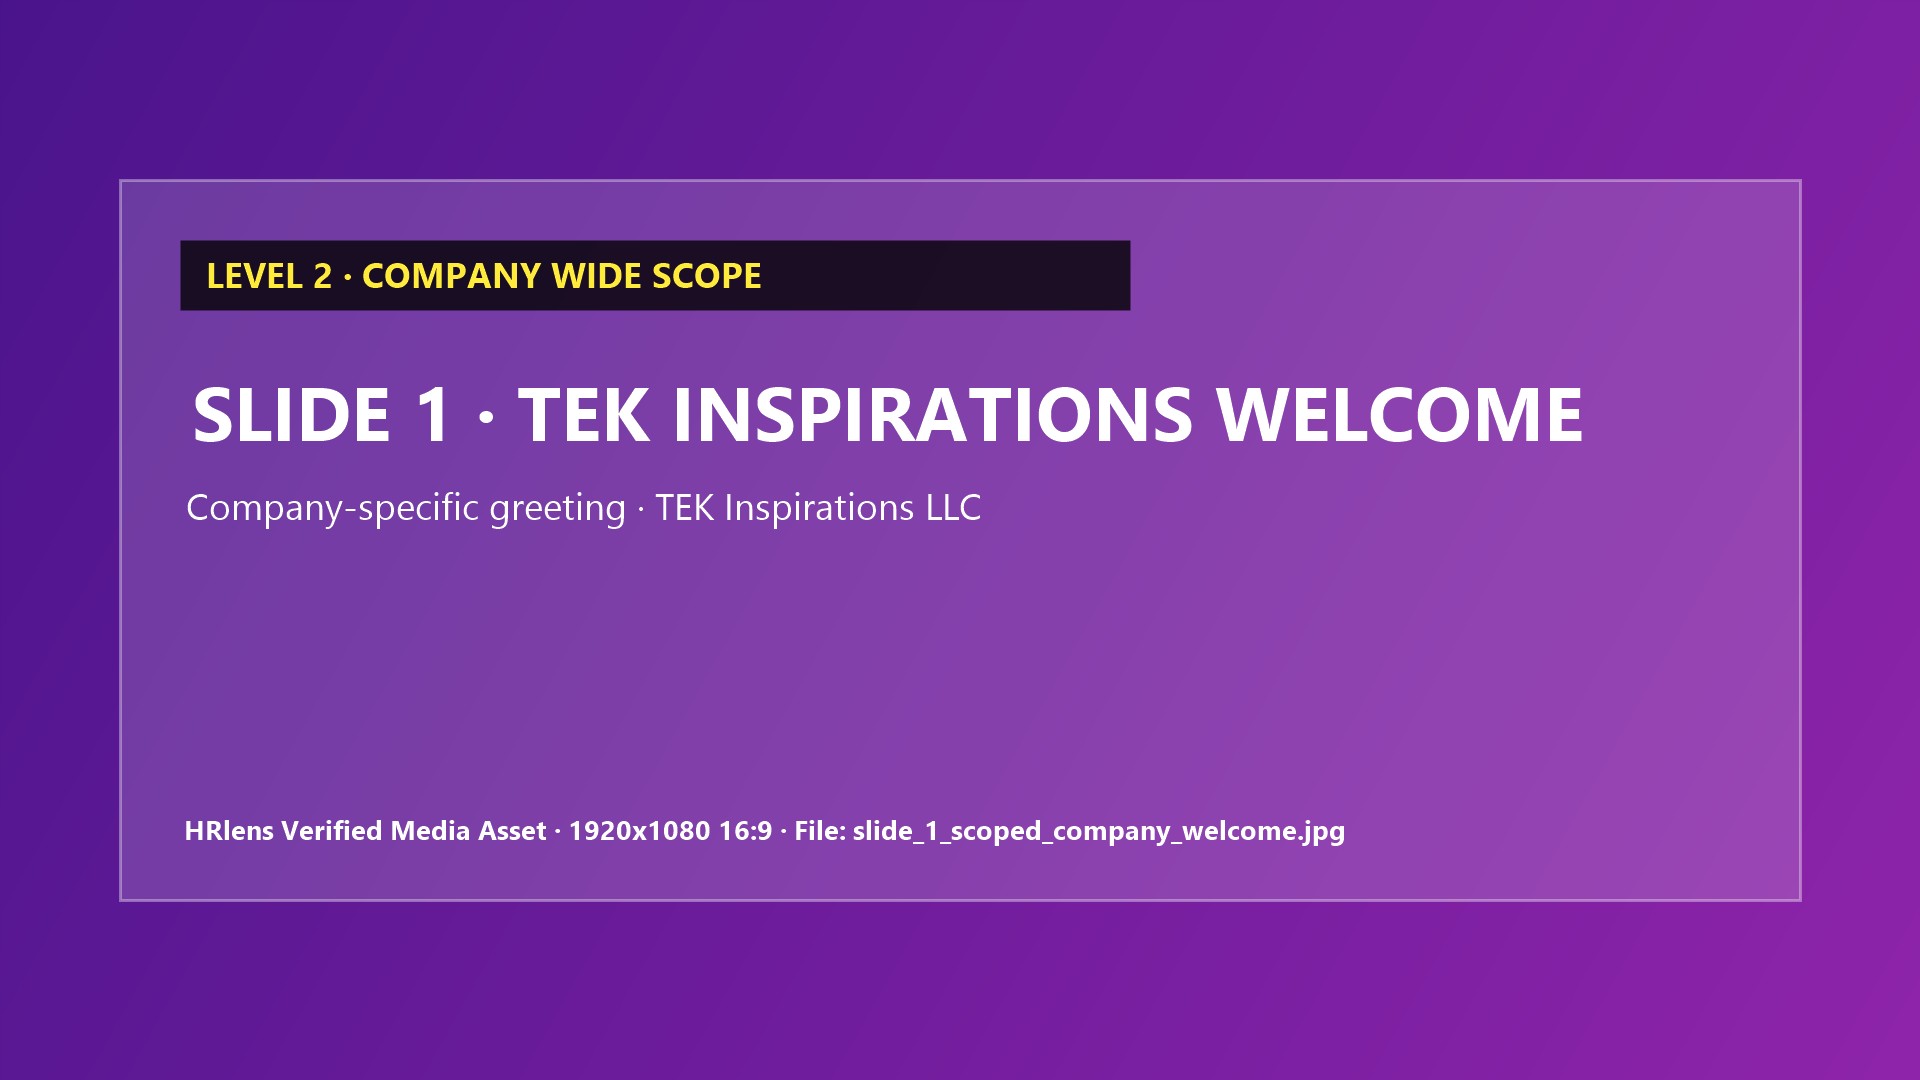 LEVEL 2 · COMPANY WIDE SCOPE
SLIDE 1 · TEK INSPIRATIONS WELCOME
Company-specific greeting · TEK Inspirations LLC
HRlens Verified Media Asset · 1920x1080 16:9 · File: slide_1_scoped_company_welcome.jpg